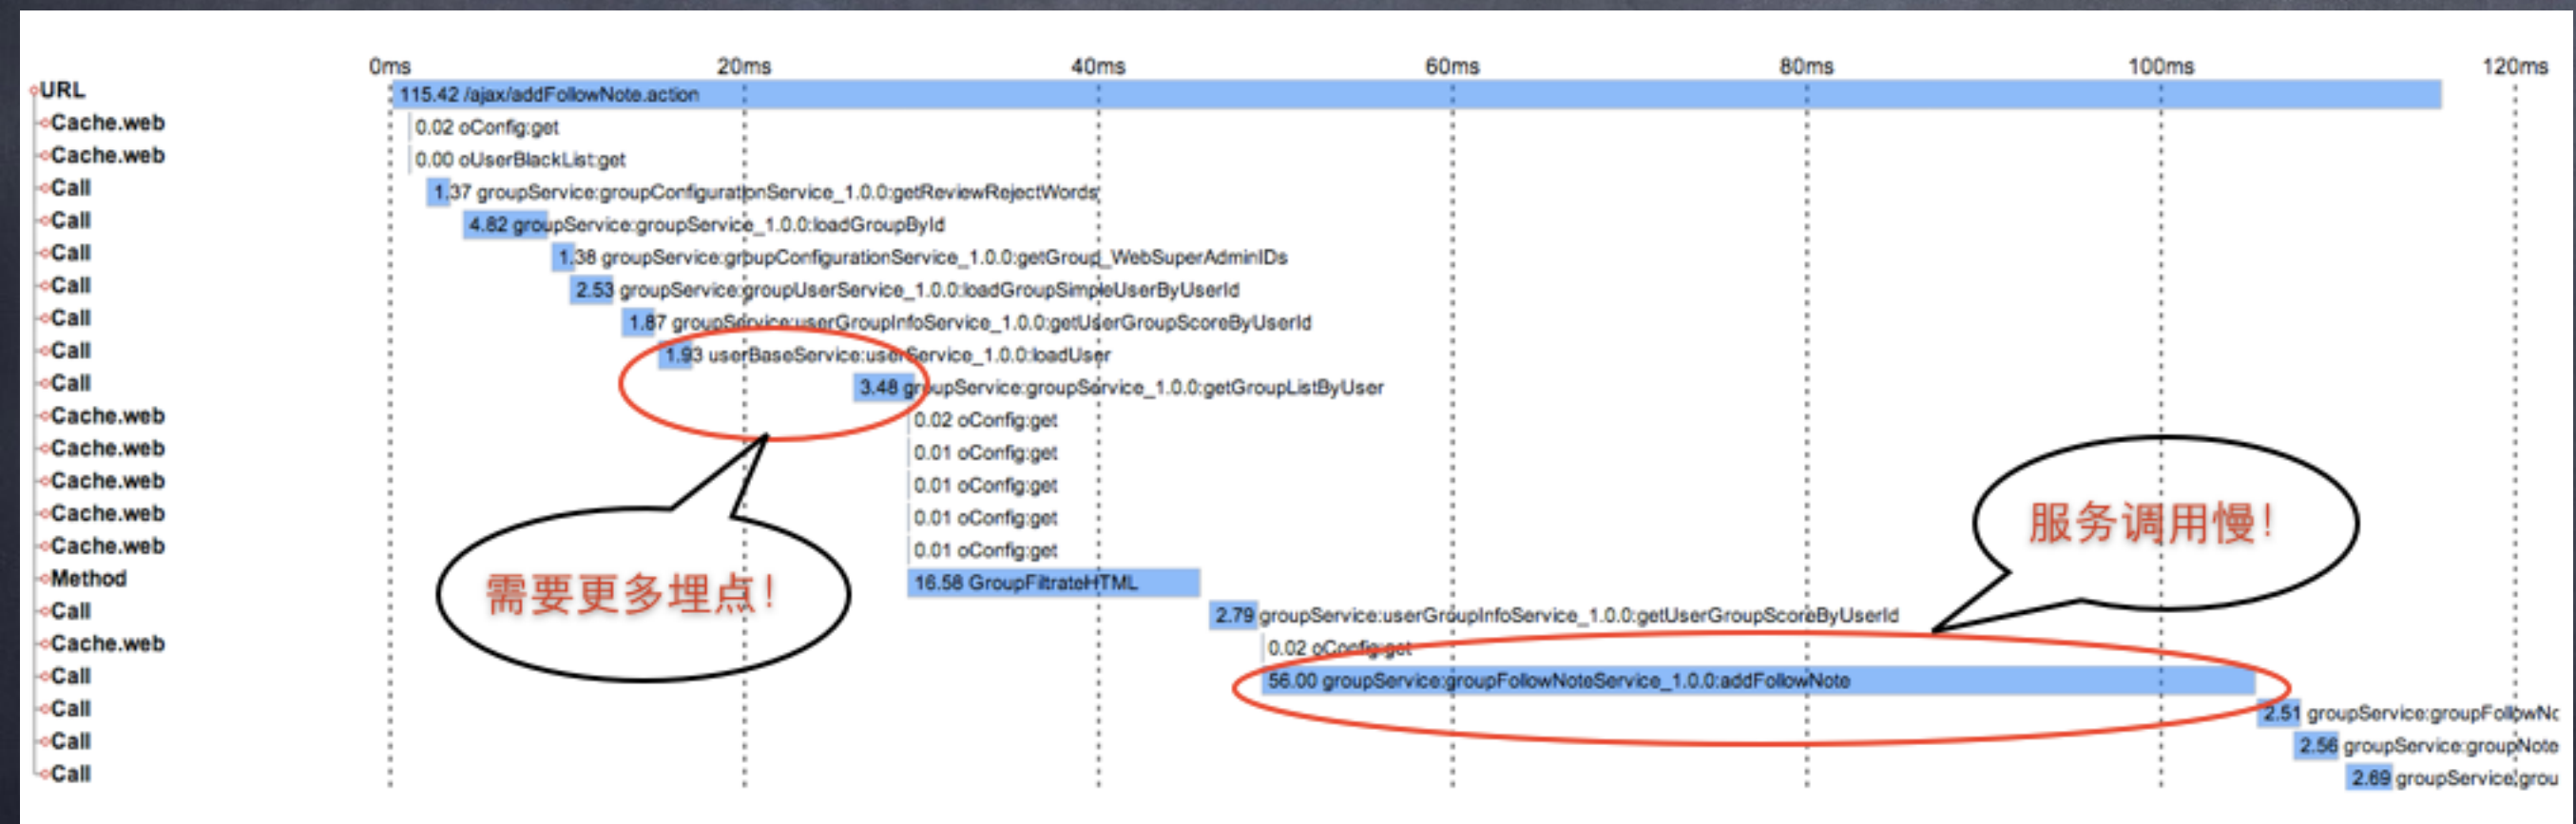 0ms 20ms 40ms 60ms 80ms 100ms 120ms
URL 115.42 /ajax/addFollowNote.action
Cache.web 0.02 oConfig:get
Cache.web 0.00 oUserBlackList:get
Call 1.37 groupService:groupConfigurationService_1.0.0:getReviewRejectWords
Call 4.82 groupService:groupService_1.0.0:loadGroupById
Call 1.38 groupService:groupConfigurationService_1.0.0:getGroup_WebSuperAdminIDs
Call 2.53 groupService:groupUserService_1.0.0:loadGroupSimpleUserByUserId
Call 1.87 groupService:userGroupInfoService_1.0.0:getUserGroupScoreByUserId
Call 1.93 userBaseService:userService_1.0.0:loadUser
Call 3.48 groupService:groupService_1.0.0:getGroupListByUser
Cache.web 0.02 oConfig:get
Cache.web 0.01 oConfig:get
Cache.web 0.01 oConfig:get
Cache.web 0.01 oConfig:get
Cache.web 0.01 oConfig:get
Method 16.58 GroupFiltrateHTML
Call 2.79 groupService:userGroupInfoService_1.0.0:getUserGroupScoreByUserId
Cache.web 0.02 oConfig:get
Call 56.00 groupService:groupFollowNoteService_1.0.0:addFollowNote
Call 2.51 groupService:groupFollowNo
Call 2.56 groupService:groupNote
Call 2.69 groupService:grou
需要更多埋点！
服务调用慢！